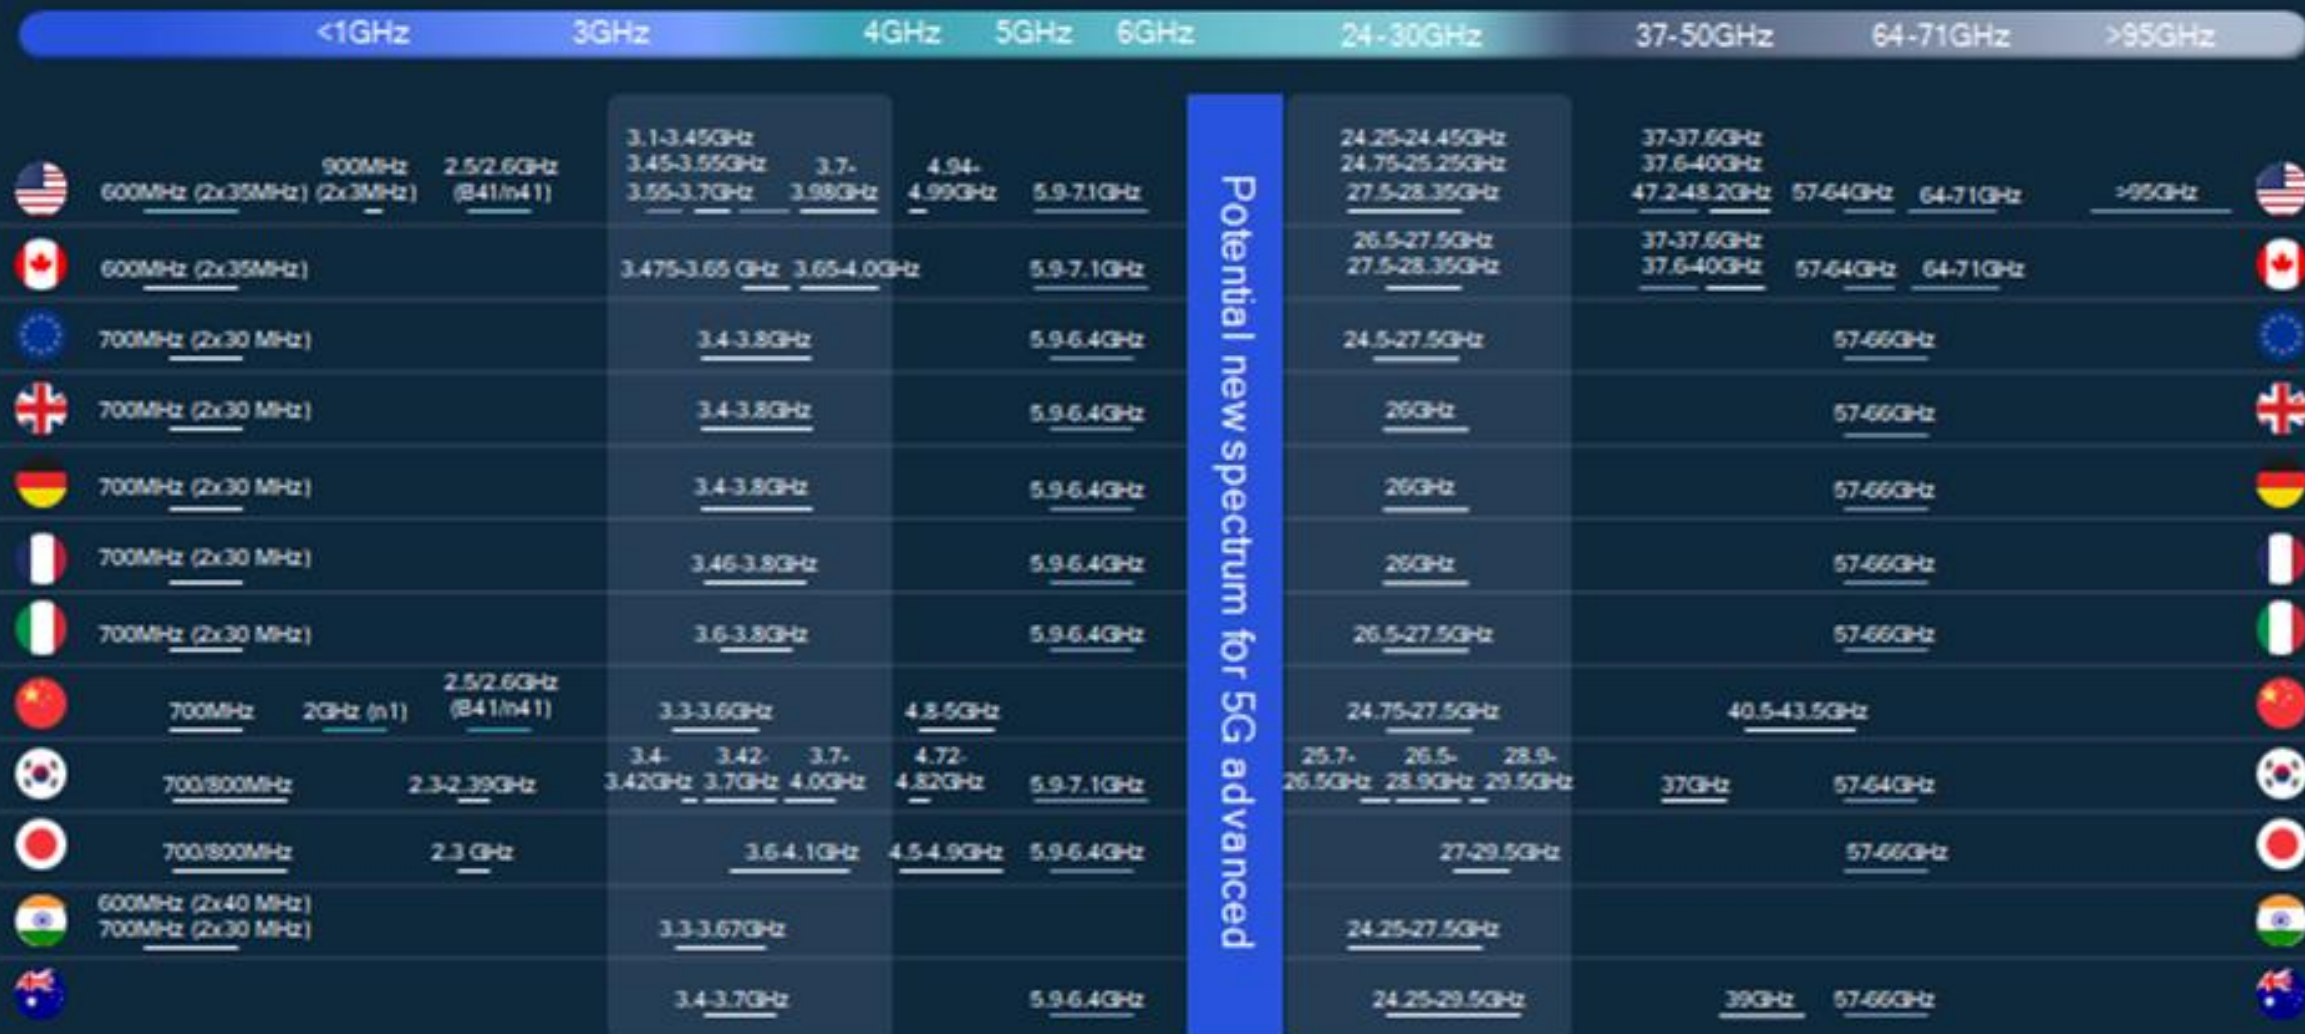 <1GHz 3GHz 4GHz 5GHz 6GHz 24-30GHz 37-50GHz 64-71GHz >95GHz
Potential new spectrum for 5G advanced
3.1-3.45GHz 24.25-24.45GHz 37-37.6GHz
900MHz 2.5/2.6GHz 3.45-3.55GHz 3.7- 4.94- 24.75-25.25GHz 37.6-40GHz
600MHz (2x35MHz) (2x3MHz) (B41/n41) 3.55-3.7GHz 3.98GHz 4.99GHz 5.9-7.1GHz 27.5-28.35GHz 47.2-48.2GHz 57-64GHz 64-71GHz >95GHz
26.5-27.5GHz 37-37.6GHz
600MHz (2x35MHz) 3.475-3.65 GHz 3.65-4.0GHz 5.9-7.1GHz 27.5-28.35GHz 37.6-40GHz 57-64GHz 64-71GHz
700MHz (2x30 MHz) 3.4-3.8GHz 5.9-6.4GHz 24.5-27.5GHz 57-66GHz
700MHz (2x30 MHz) 3.4-3.8GHz 5.9-6.4GHz 26GHz 57-66GHz
700MHz (2x30 MHz) 3.4-3.8GHz 5.9-6.4GHz 26GHz 57-66GHz
700MHz (2x30 MHz) 3.46-3.8GHz 5.9-6.4GHz 26GHz 57-66GHz
700MHz (2x30 MHz) 3.6-3.8GHz 5.9-6.4GHz 26.5-27.5GHz 57-66GHz
2.5/2.6GHz
700MHz 2GHz (n1) (B41/n41) 3.3-3.6GHz 4.8-5GHz 24.75-27.5GHz 40.5-43.5GHz
3.4- 3.42- 3.7- 4.72- 25.7- 26.5- 28.9-
700/800MHz 2.3-2.39GHz 3.42GHz 3.7GHz 4.0GHz 4.82GHz 5.9-7.1GHz 26.5GHz 28.9GHz 29.5GHz 37GHz 57-64GHz
700/800MHz 2.3 GHz 3.6-4.1GHz 4.5-4.9GHz 5.9-6.4GHz 27-29.5GHz 57-66GHz
600MHz (2x40 MHz)
700MHz (2x30 MHz) 3.3-3.67GHz 24.25-27.5GHz
3.4-3.7GHz 5.9-6.4GHz 24.25-29.5GHz 39GHz 57-66GHz